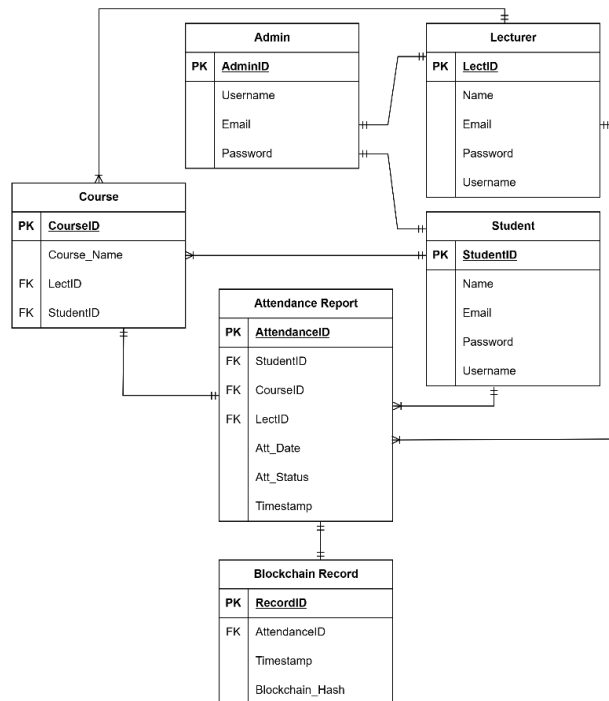 Admin
PK AdminID
Username
Email
Password
Lecturer
PK LectID
Name
Email
Password
Username
Course
PK CourseID
Course_Name
FK LectID
FK StudentID
Student
PK StudentID
Name
Email
Password
Username
Attendance Report
PK AttendanceID
FK StudentID
FK CourseID
FK LectID
Att_Date
Att_Status
Timestamp
Blockchain Record
PK RecordID
FK AttendanceID
Timestamp
Blockchain_Hash